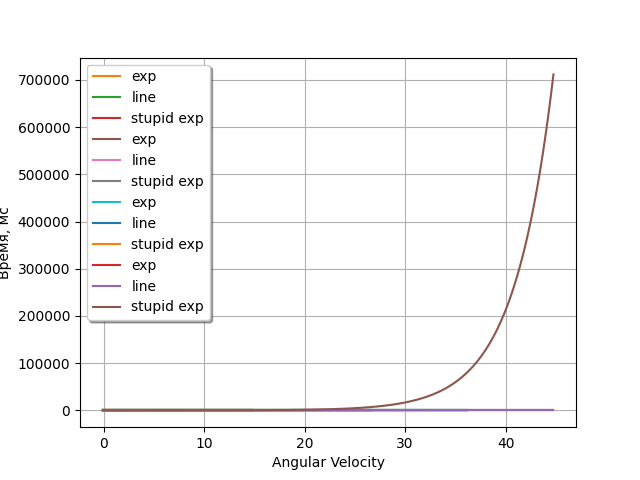 700000
600000
500000
400000
300000
200000
100000
0
Время, мс
exp
line
stupid exp
exp
line
stupid exp
exp
line
stupid exp
exp
line
stupid exp
0 10 20 30 40
Angular Velocity